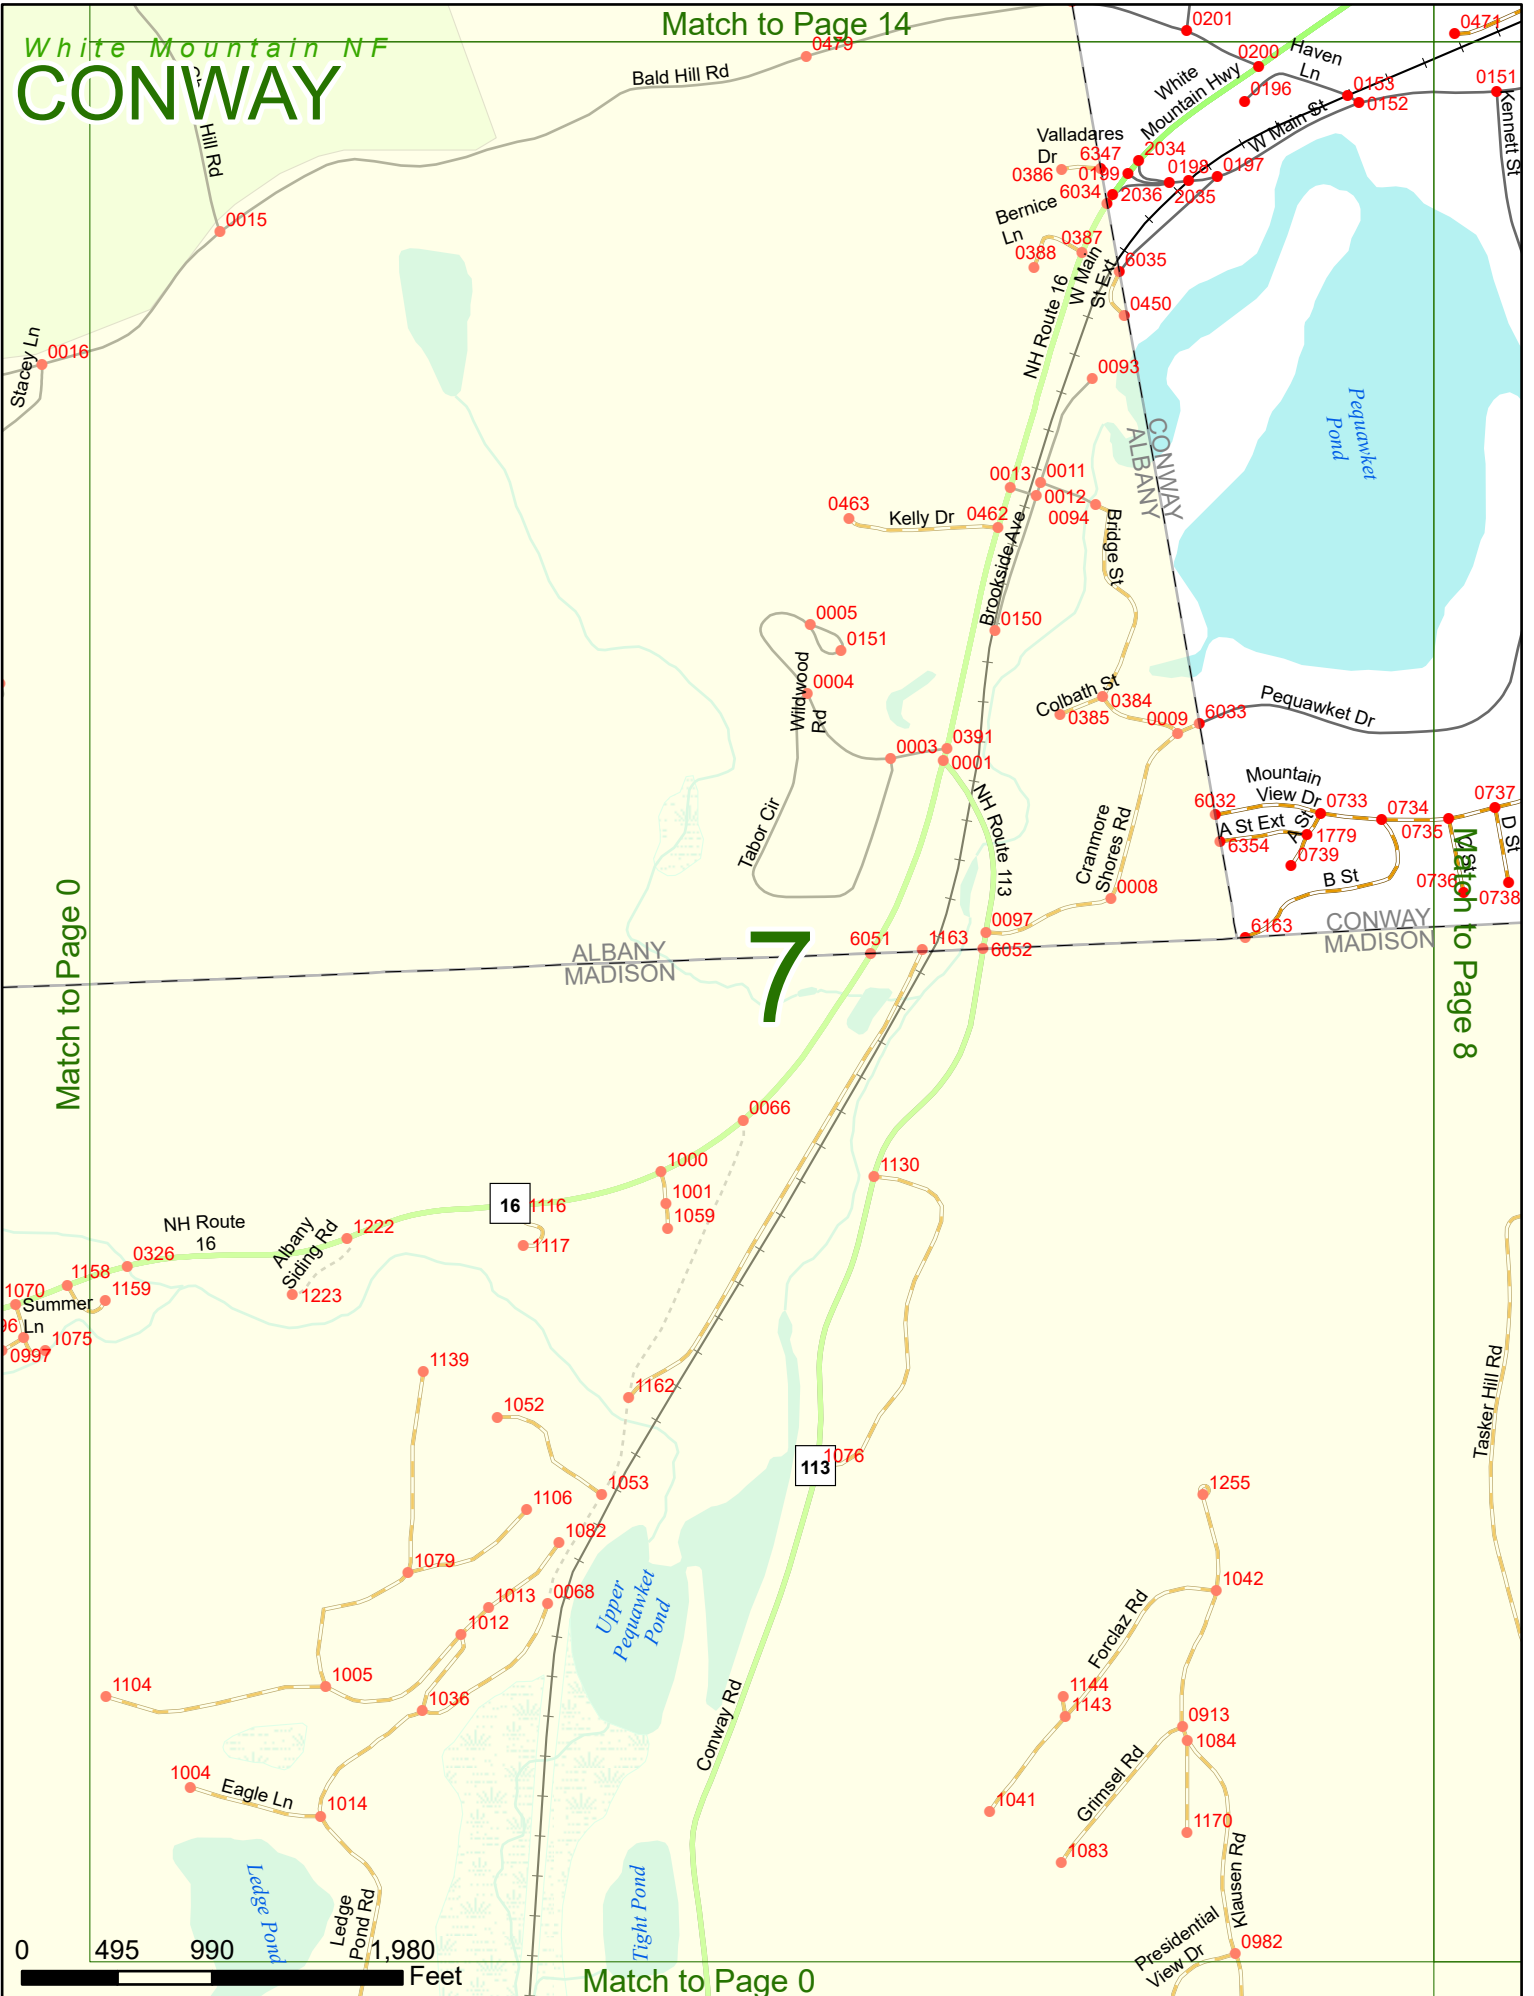 Match to Page 14
White Mountain NF
CONWAY
0479
Bald Hill Rd
Hill Rd
0201
0200
Haven
Ln
0471
White
Mountain Hwy
0196
0153
0152
0151
Kennett St
W Main St
Valladares
Dr
6347
2034
0386
0199
0198
0197
6034
2036
2035
Bernice
Ln
0387
0388
W Main
St Ext
6035
0450
NH Route 16
0015
0016
Stacey Ln
0093
Pequawket
Pond
CONWAY
ALBANY
0013
0011
0012
0094
0463
Kelly Dr
0462
Bridge St
Brookside Ave
0150
0005
0151
0004
Wildwood
Rd
Colbath St
0384
0385
0009
6033
Pequawket Dr
0003
0391
0001
Tabor Cir
NH Route 113
Cranmore
Shores Rd
0008
Mountain
View Dr
6032
0733
0734
0737
A St Ext
A St
0735
6354
1779
0739
B St
C St
D St
0736
0738
Match to Page 8
Match to Page 0
0097
6163
CONWAY
MADISON
ALBANY
MADISON
7
6051
1163
6052
0066
1000
1130
1001
1059
16
1116
1117
NH Route
16
Albany
Siding Rd
1222
0326
1158
1159
1223
1070
Summer
Ln
96
1075
0997
1139
1162
1052
1076
113
1053
1106
1082
1079
1013
0068
1012
Upper
Pequawket
Pond
Tasker Hill Rd
1255
1042
Forclaz Rd
1104
1005
1036
1144
1143
0913
1084
Conway Rd
1004
Eagle Ln
1014
1041
Grimsel Rd
1170
1083
Klausen Rd
Ledge Pond
Ledge
Pond Rd
Tight Pond
Presidential
View Dr
0982
0
495
990
1,980
Feet
Match to Page 0